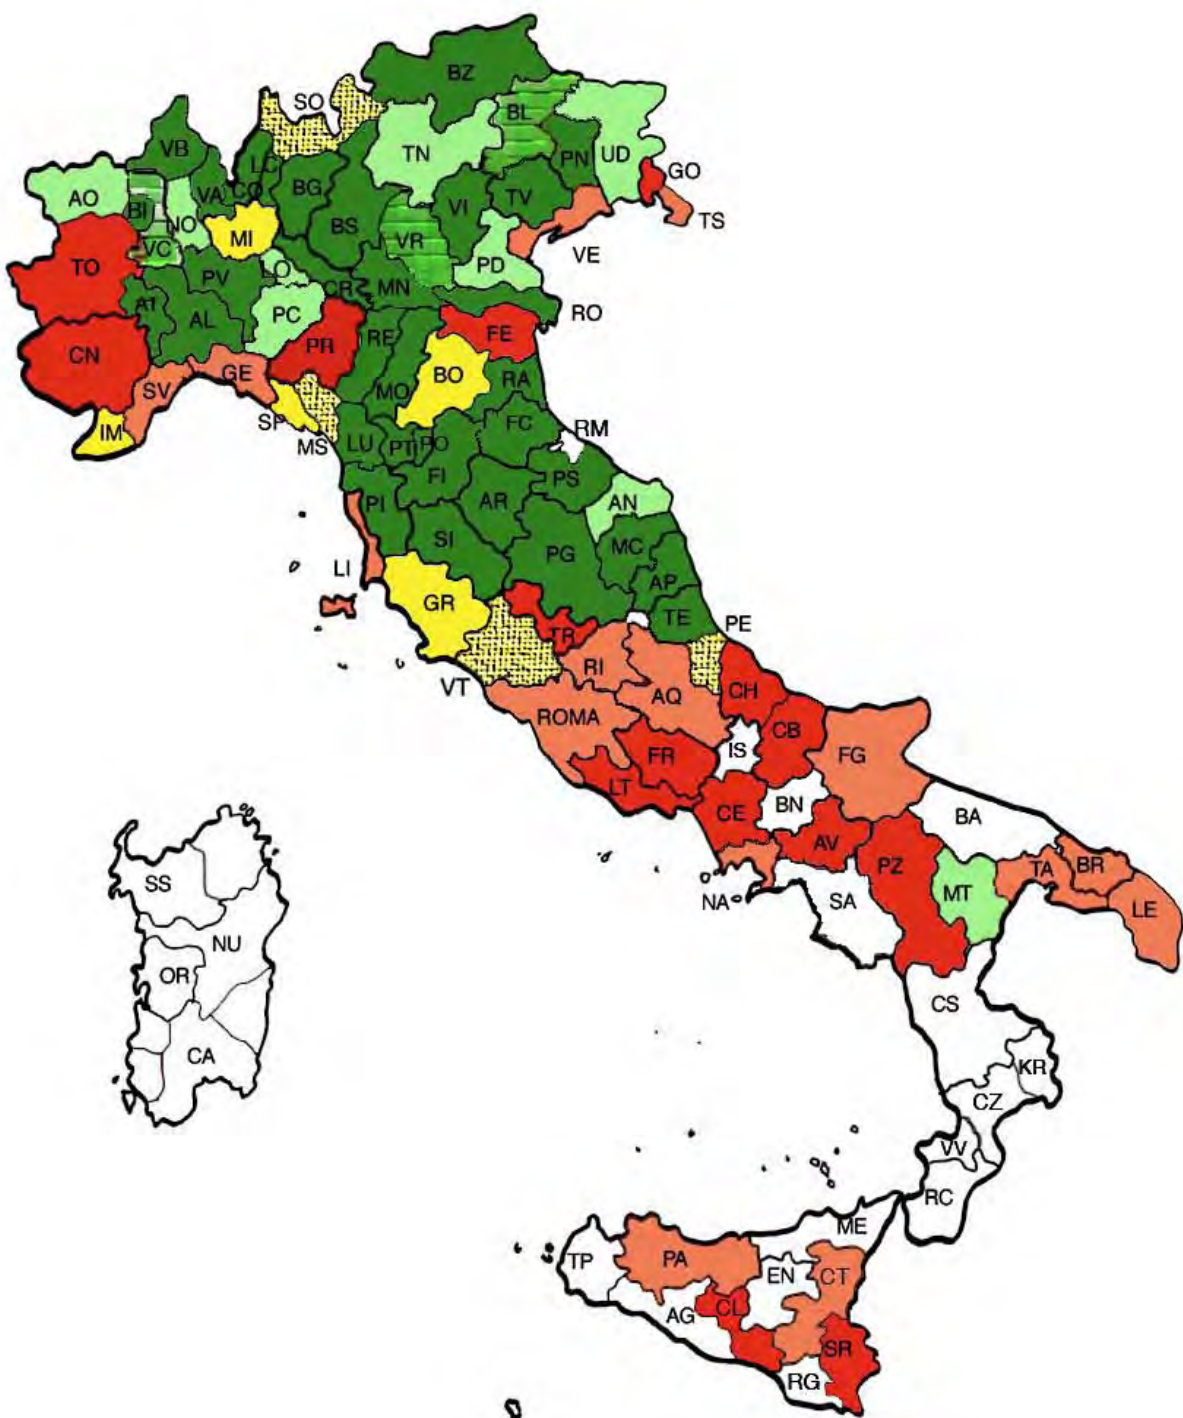 BZ
SO
BL
VB
LC
TN
PN
UD
GO
AO
VA
CO
BG
BI
NO
VI
TV
TS
MI
BS
VR
VC
VE
TO
PV
LO
PD
CR
MN
RO
AT
AL
PC
CN
PR
RE
FE
SV
GE
BO
RA
MO
IM
SP
FC
RM
MS
LU
PT
PO
FI
PS
PI
AR
AN
SI
PG
MC
LI
AP
GR
TE
PE
TR
VT
RI
AQ
CH
ROMA
IS
CB
FR
FG
LT
CE
BN
BA
AV
PZ
TA
BR
SS
NA
SA
MT
LE
NU
OR
CS
CA
KR
CZ
VV
RC
ME
TP
PA
EN
CT
AG
CL
SR
RG